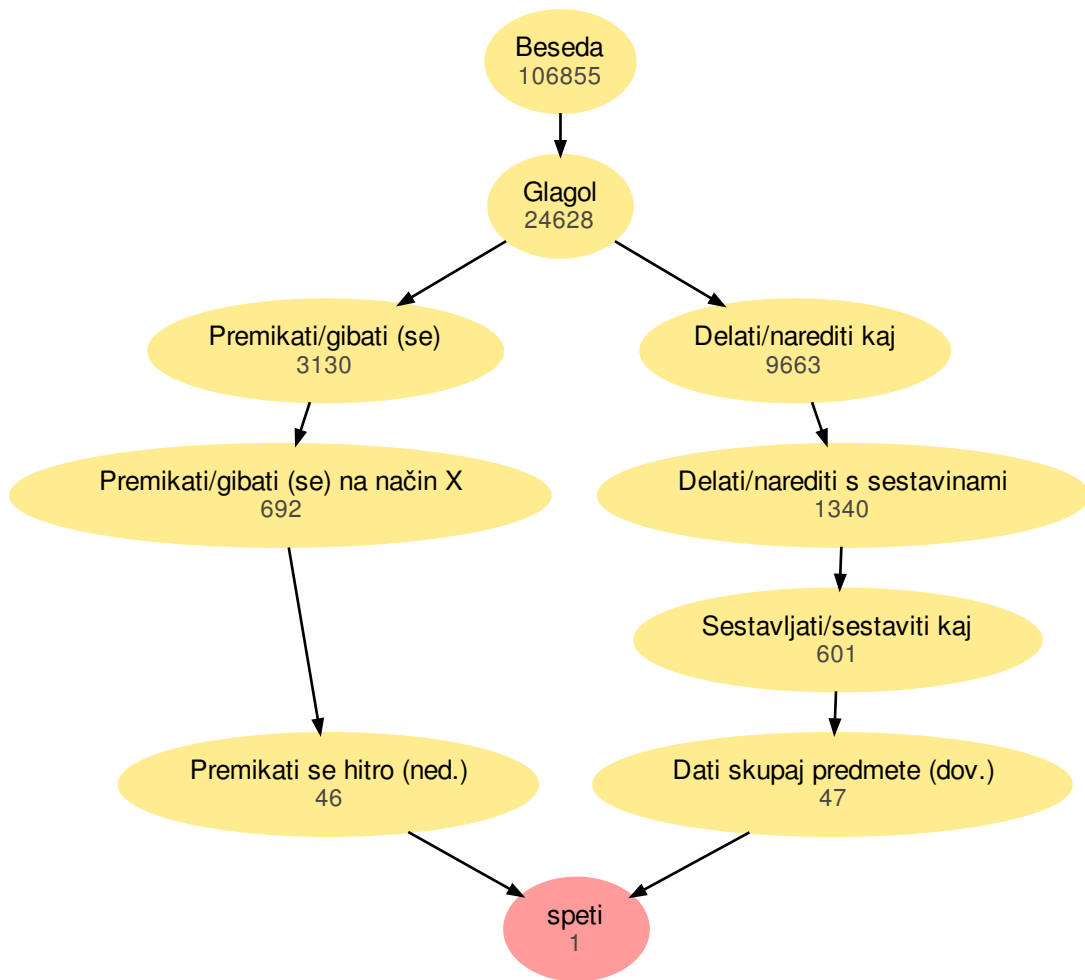 Beseda
106855
Glagol
24628
Premikati/gibati (se)
3130
Delati/narediti kaj
9663
Premikati/gibati (se) na način X
692
Delati/narediti s sestavinami
1340
Sestavljati/sestaviti kaj
601
Premikati se hitro (ned.)
46
Dati skupaj predmete (dov.)
47
speti
1